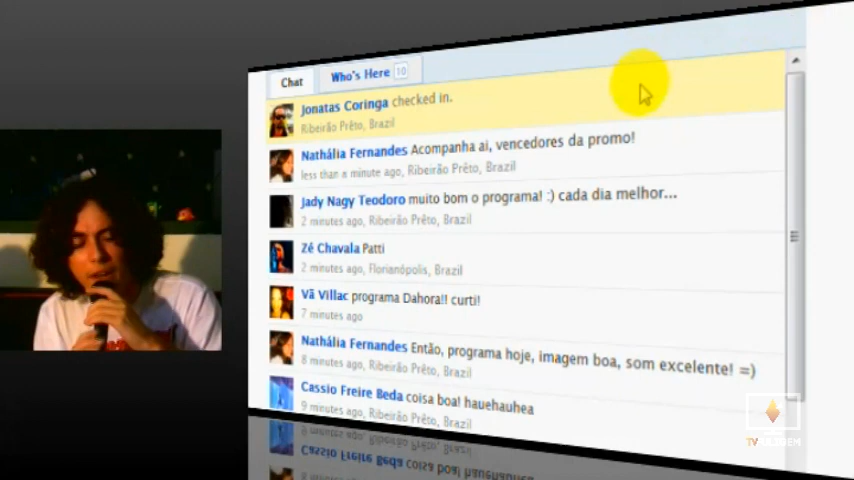 Chat
Who's Here 10
Jonatas Coringa checked in.
Ribeirão Prêto, Brazil
Nathália Fernandes Acompanha ai, vencedores da promo!
less than a minute ago, Ribeirão Prêto, Brazil
Jady Nagy Teodoro muito bom o programa! :) cada dia melhor...
2 minutes ago, Ribeirão Prêto, Brazil
Zé Chavala Patti
2 minutes ago, Florianópolis, Brazil
Vã Villac programa Dahora!! curti!
7 minutes ago
Nathália Fernandes Então, programa hoje, imagem boa, som excelente! =)
8 minutes ago, Ribeirão Prêto, Brazil
Cassio Freire Beda coisa boa! hauehauhea
9 minutes ago, Ribeirão Prêto, Brazil